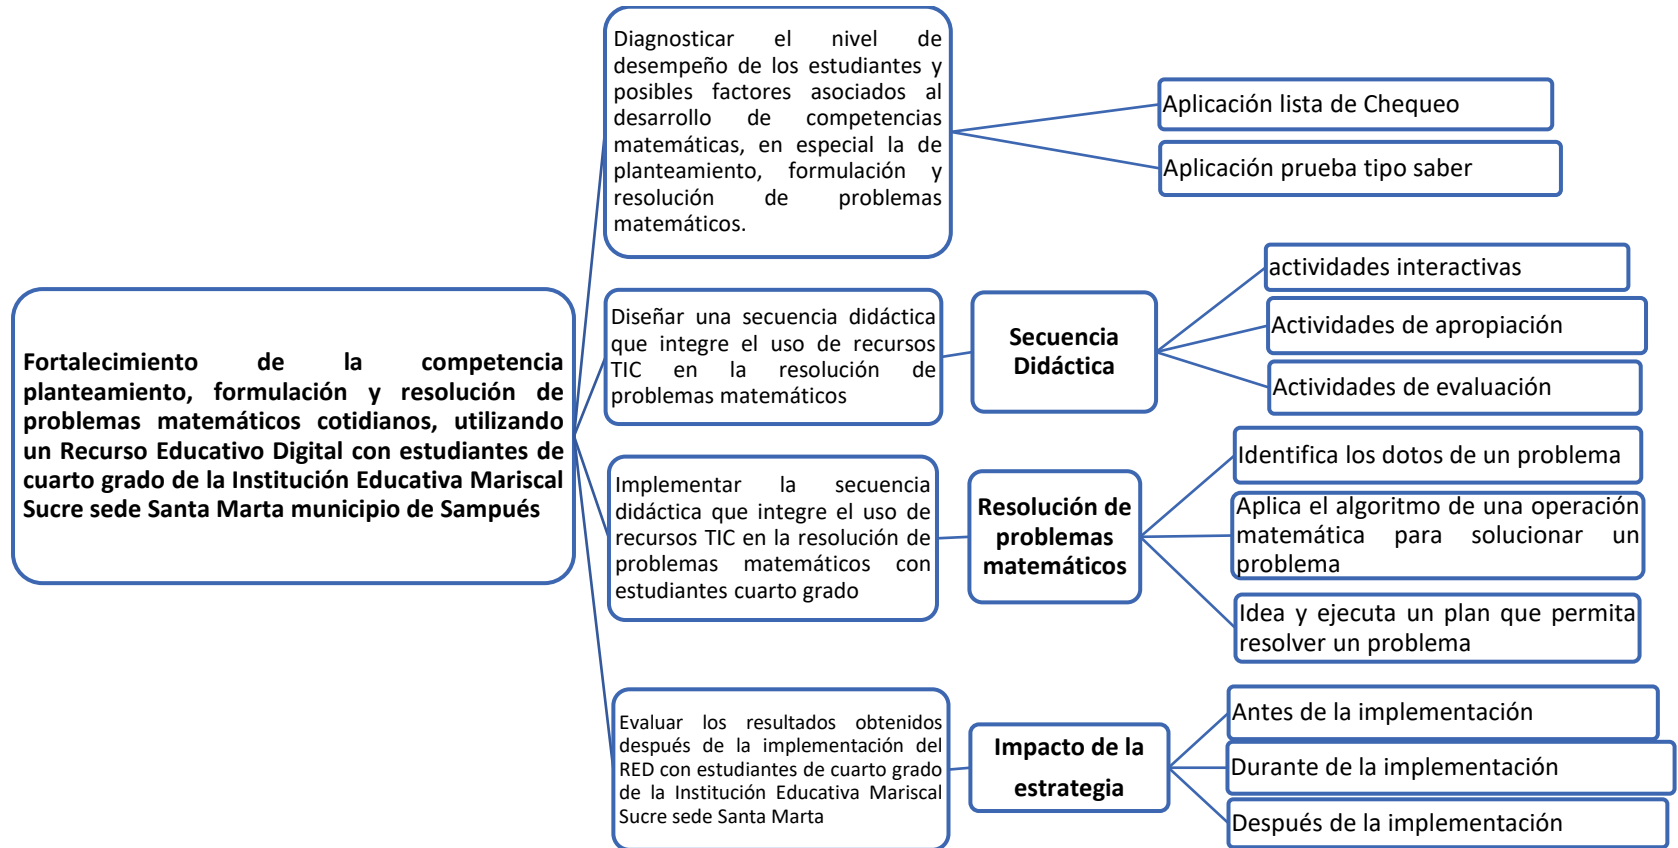 Fortalecimiento de la competencia
planteamiento, formulación y resolución de
problemas matemáticos cotidianos, utilizando
un Recurso Educativo Digital con estudiantes de
cuarto grado de la Institución Educativa Mariscal
Sucre sede Santa Marta municipio de Sampués
Diagnosticar el nivel de
desempeño de los estudiantes y
posibles factores asociados al
desarrollo de competencias
matemáticas, en especial la de
planteamiento, formulación y
resolución de problemas
matemáticos.
Aplicación lista de Chequeo
Aplicación prueba tipo saber
Diseñar una secuencia didáctica
que integre el uso de recursos
TIC en la resolución de
problemas matemáticos
Secuencia
Didáctica
actividades interactivas
Actividades de apropiación
Actividades de evaluación
Implementar la secuencia
didáctica que integre el uso de
recursos TIC en la resolución de
problemas matemáticos con
estudiantes cuarto grado
Resolución de
problemas
matemáticos
Identifica los dotos de un problema
Aplica el algoritmo de una operación
matemática para solucionar un
problema
Idea y ejecuta un plan que permita
resolver un problema
Evaluar los resultados obtenidos
después de la implementación del
RED con estudiantes de cuarto grado
de la Institución Educativa Mariscal
Sucre sede Santa Marta
Impacto de la
estrategia
Antes de la implementación
Durante de la implementación
Después de la implementación